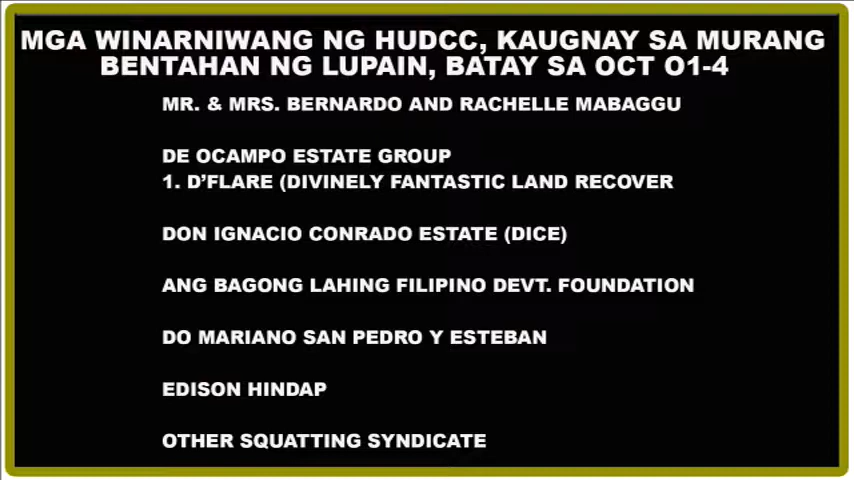 MGA WINARNIWANG NG HUDCC, KAUGNAY SA MURANG
BENTAHAN NG LUPAIN, BATAY SA OCT O1-4
MR. & MRS. BERNARDO AND RACHELLE MABAGGU
DE OCAMPO ESTATE GROUP
1. D'FLARE (DIVINELY FANTASTIC LAND RECOVER
DON IGNACIO CONRADO ESTATE (DICE)
ANG BAGONG LAHING FILIPINO DEVT. FOUNDATION
DO MARIANO SAN PEDRO Y ESTEBAN
EDISON HINDAP
OTHER SQUATTING SYNDICATE